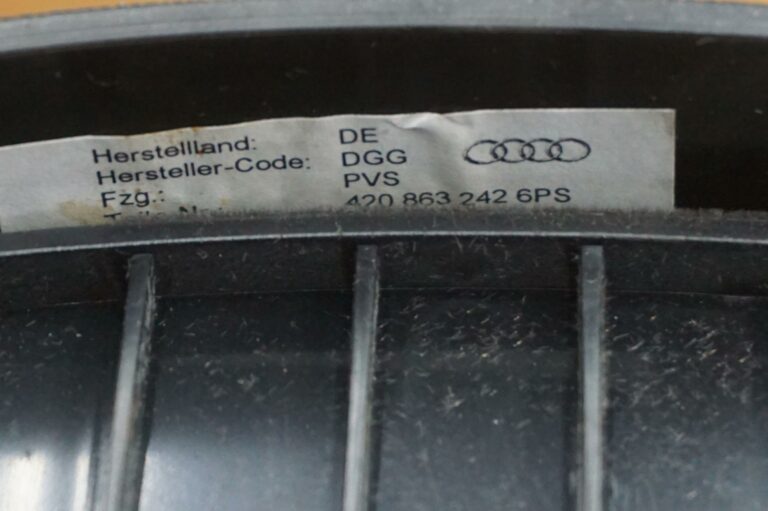 Herstellland: DE
Hersteller-Code: DGG
Fzg.: PVS
420 863 242 6PS